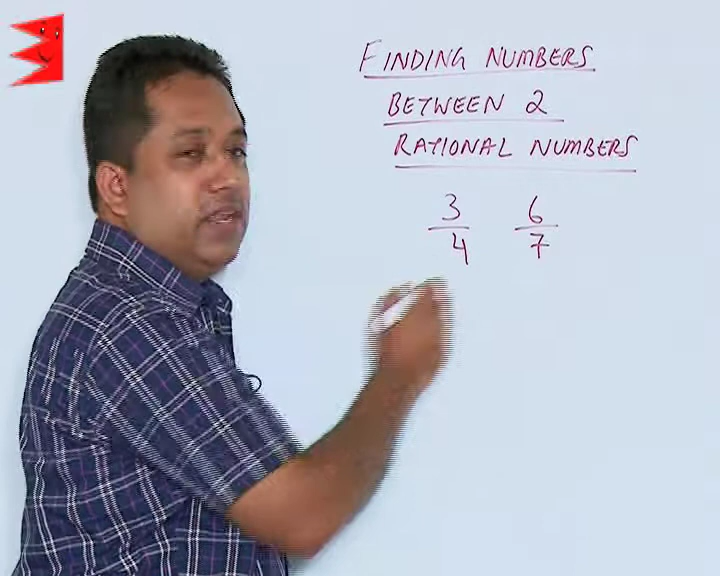 FINDING NUMBERS
BETWEEN 2
RATIONAL NUMBERS
3 6
4 7